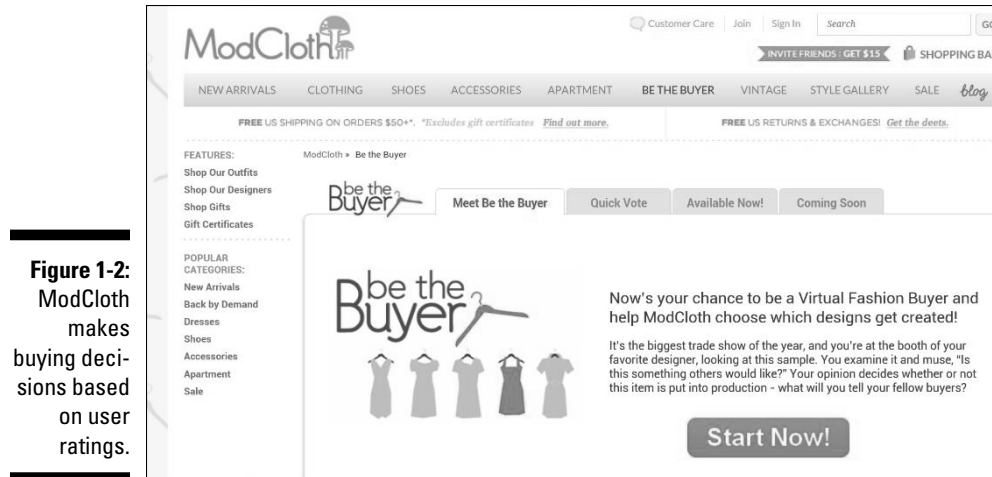 ModCloth
Customer Care Join Sign In Search
INVITE FRIENDS : GET $15 SHOPPING BA
NEW ARRIVALS CLOTHING SHOES ACCESSORIES APARTMENT BE THE BUYER VINTAGE STYLE GALLERY SALE blog
FREE US SHIPPING ON ORDERS $50+*. *Excludes gift certificates Find out more. FREE US RETURNS & EXCHANGES! Get the deets.
FEATURES:
Shop Our Outfits
Shop Our Designers
Shop Gifts
Gift Certificates
POPULAR
CATEGORIES:
New Arrivals
Back by Demand
Dresses
Shoes
Accessories
Apartment
Sale
ModCloth » Be the Buyer
be the
Buyer
Meet Be the Buyer Quick Vote Available Now! Coming Soon
be the
Buyer
Now's your chance to be a Virtual Fashion Buyer and
help ModCloth choose which designs get created!
It's the biggest trade show of the year, and you're at the booth of your
favorite designer, looking at this sample. You examine it and muse, "Is
this something others would like?" Your opinion decides whether or not
this item is put into production - what will you tell your fellow buyers?
Start Now!
Figure 1-2:
ModCloth
makes
buying deci-
sions based
on user
ratings.